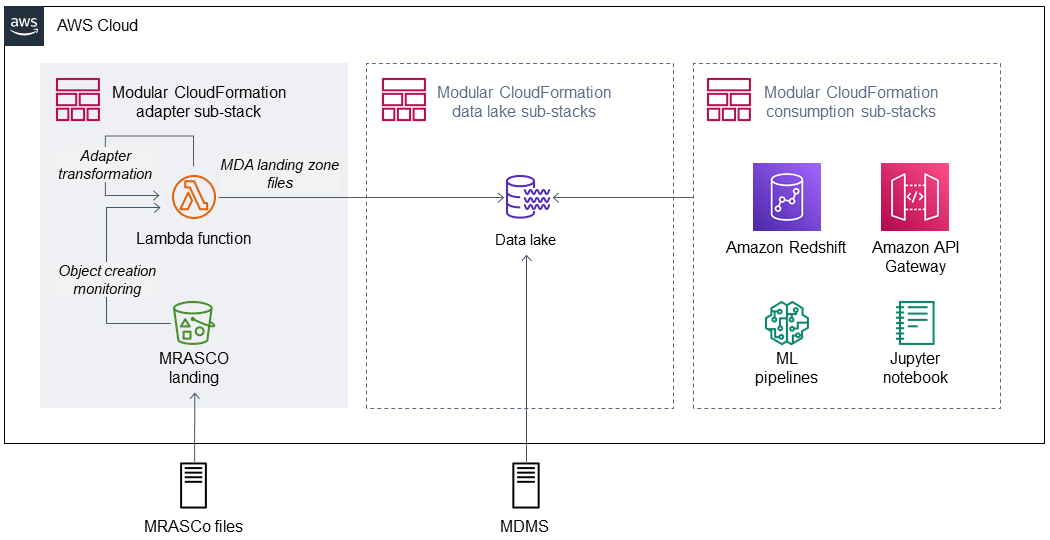 aws
AWS Cloud
Modular CloudFormation
adapter sub-stack
Adapter
transformation
MDA landing zone
files
Lambda function
Object creation
monitoring
MRASCO
landing
Modular CloudFormation
data lake sub-stacks
Data lake
Modular CloudFormation
consumption sub-stacks
Amazon Redshift
Amazon API
Gateway
ML
pipelines
Jupyter
notebook
MRASCo files
MDMS